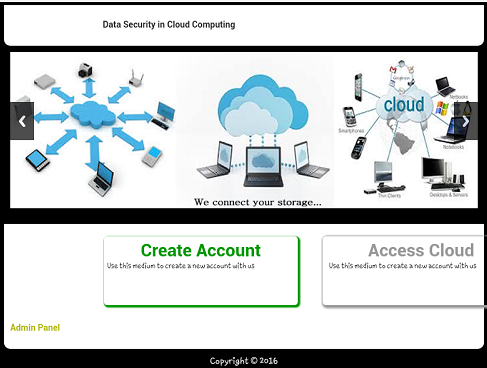 Data Security in Cloud Computing
Google
cloud
Netbooks
Smartphones
Notebooks
Thin Clients
Desktops & Servers
We connect your storage...
Create Account
Use this medium to create a new account with us
Access Cloud
Use this medium to create a new account with us
Admin Panel
Copyright © 2016